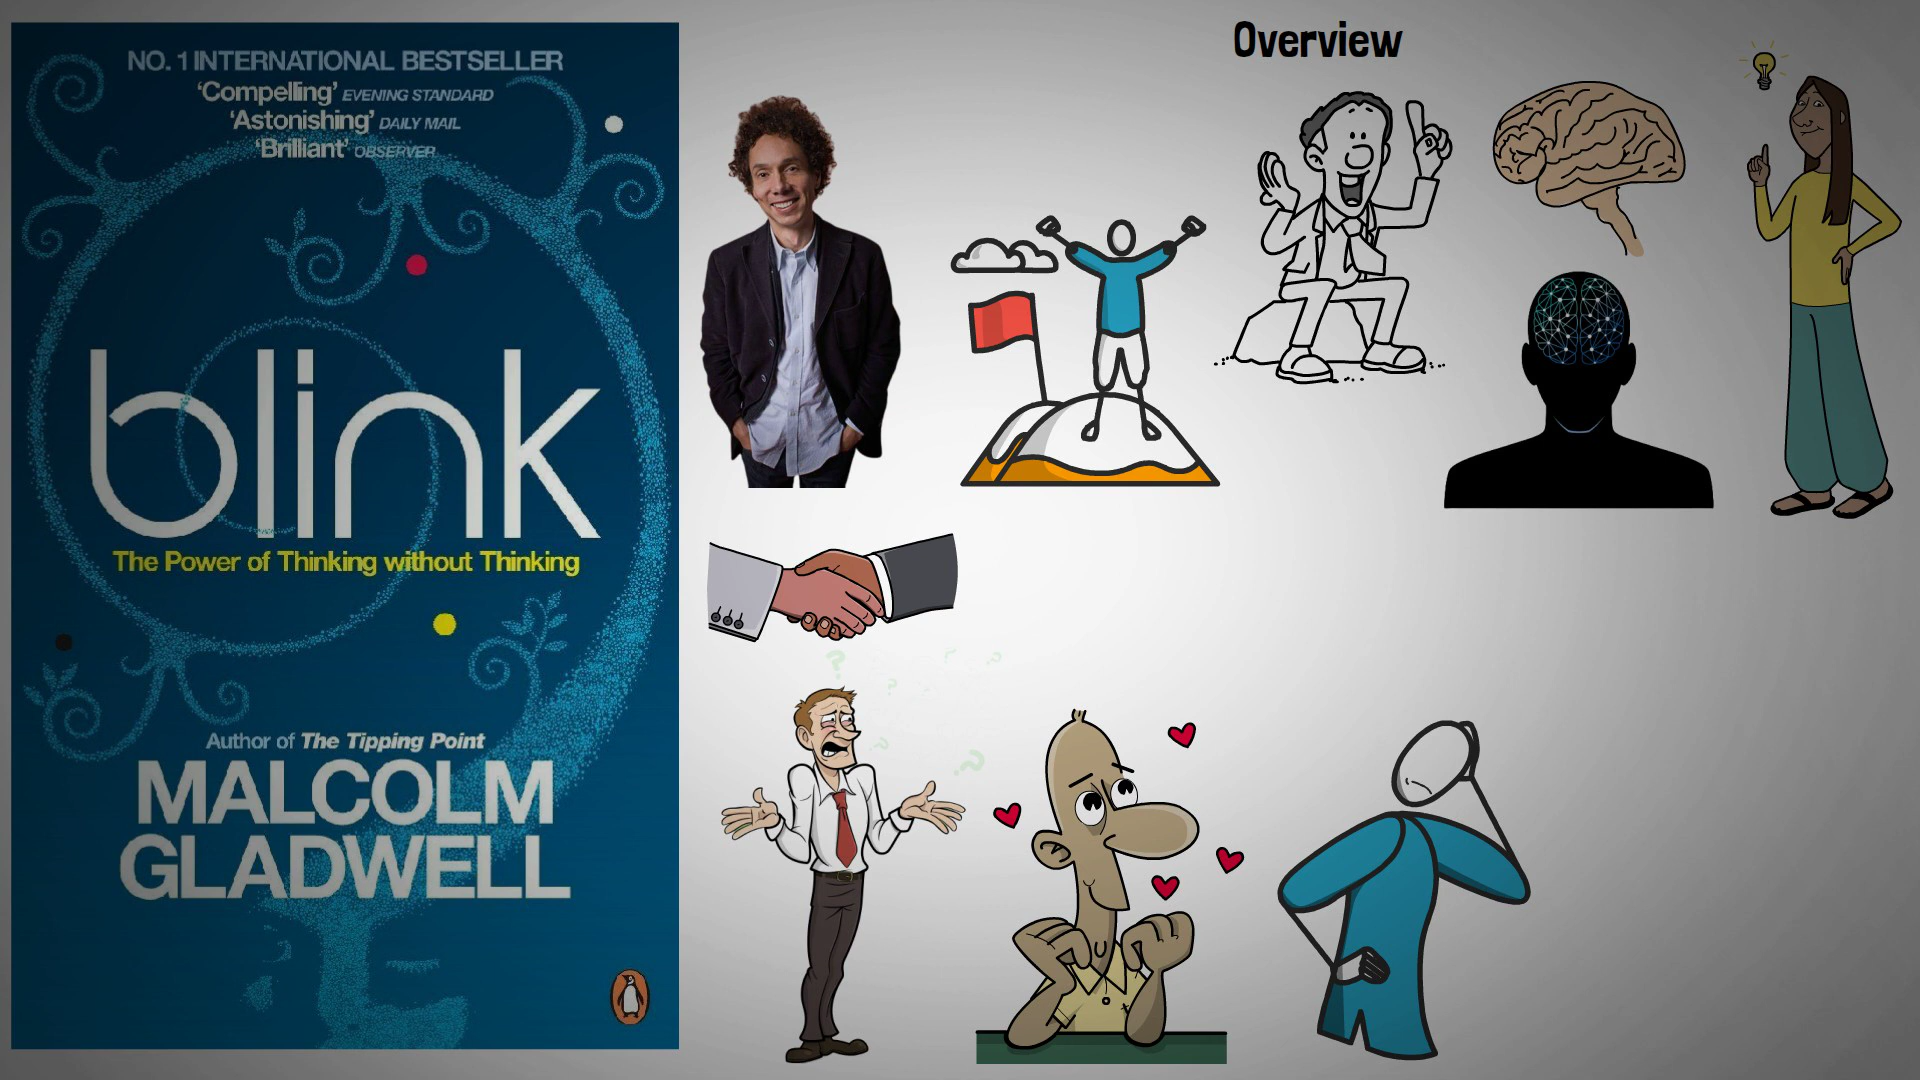 NO. 1 INTERNATIONAL BESTSELLER
'Compelling' EVENING STANDARD
'Astonishing' DAILY MAIL
'Brilliant' OBSERVER
blink
The Power of Thinking without Thinking
Author of The Tipping Point
MALCOLM
GLADWELL
Overview